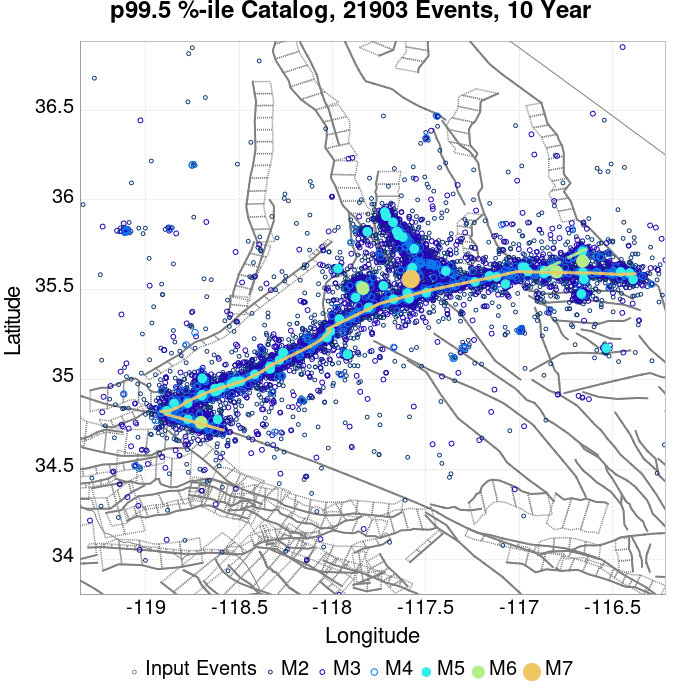 p99.5 %-ile Catalog, 21903 Events, 10 Year
36.5
36
35.5
35
34.5
34
Latitude
-119 -118.5 -118 -117.5 -117 -116.5
Longitude
Input Events M2 M3 M4 M5 M6 M7